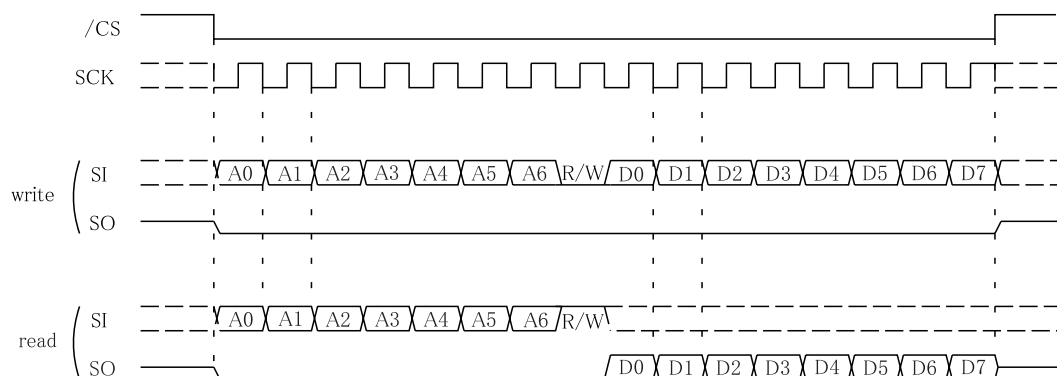 /CS
SCK
SI A0 A1 A2 A3 A4 A5 A6 R/W D0 D1 D2 D3 D4 D5 D6 D7
write
SO
SI A0 A1 A2 A3 A4 A5 A6 R/W
read
SO D0 D1 D2 D3 D4 D5 D6 D7